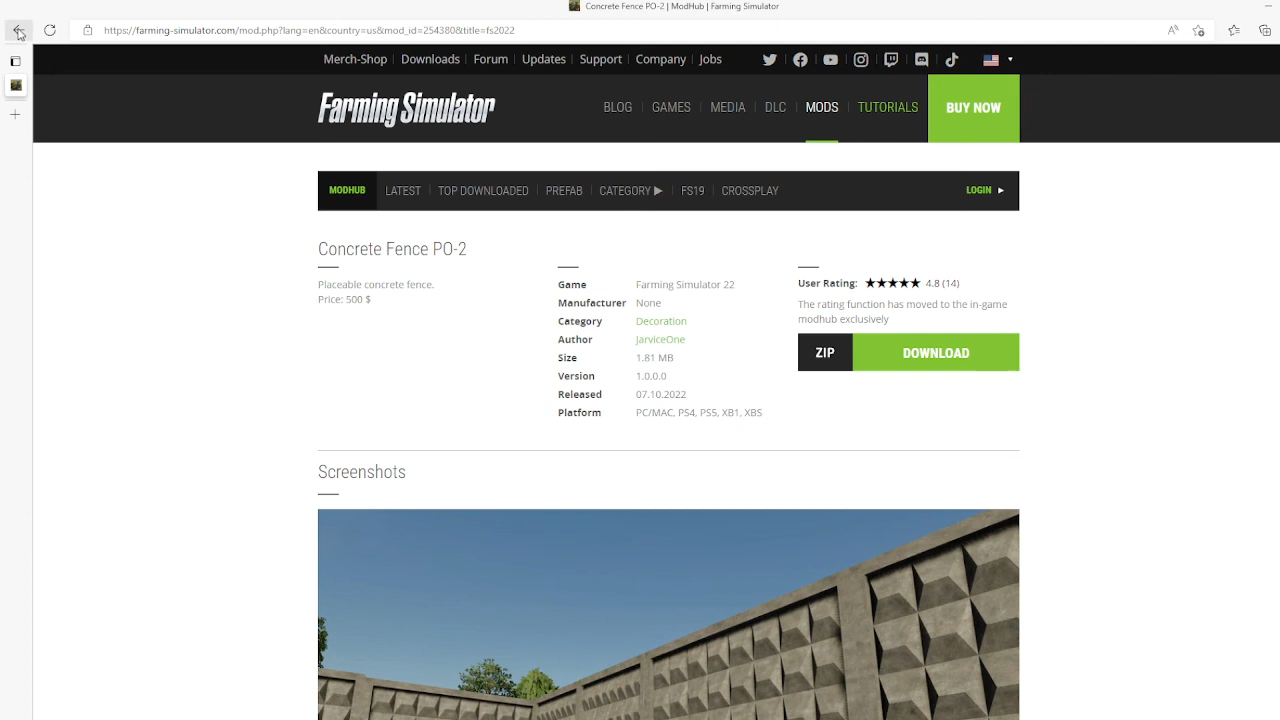 Concrete Fence PO-2 | ModHub | Farming Simulator
https://farming-simulator.com/mod.php?lang=en&country=us&mod_id=254380&title=fs2022
Merch-Shop Downloads Forum Updates Support Company Jobs
Farming Simulator
BLOG GAMES MEDIA DLC MODS TUTORIALS BUY NOW
MODHUB LATEST TOP DOWNLOADED PREFAB CATEGORY ▶ FS19 CROSSPLAY LOGIN ▶
Concrete Fence PO-2
Placeable concrete fence.
Price: 500 $
Game Farming Simulator 22
Manufacturer None
Category Decoration
Author JarviceOne
Size 1.81 MB
Version 1.0.0.0
Released 07.10.2022
Platform PC/MAC, PS4, PS5, XB1, XBS
User Rating: ★★★★★ 4.8 (14)
The rating function has moved to the in-game
modhub exclusively
ZIP DOWNLOAD
Screenshots